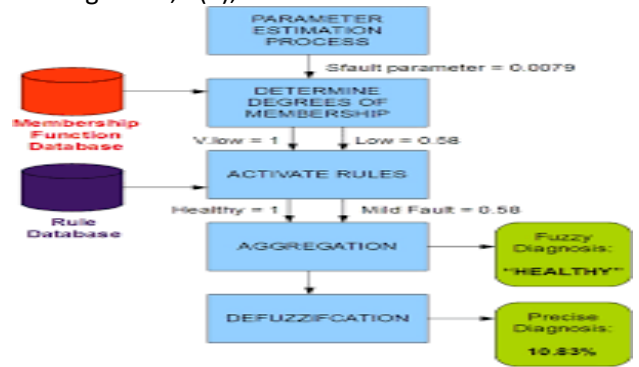 PARAMETER
ESTIMATION
PROCESS
Sfault parameter = 0.0079
DETERMINE
DEGREES OF
MEMBERSHIP
Membership
Function
Database
V.low = 1
Low = 0.58
ACTIVATE RULES
Rule
Database
Healthy = 1
Mild Fault = 0.58
AGGREGATION
Fuzzy
Diagnosis:
"HEALTHY"
DEFUZZIFCATION
Precise
Diagnosis:
10.83%